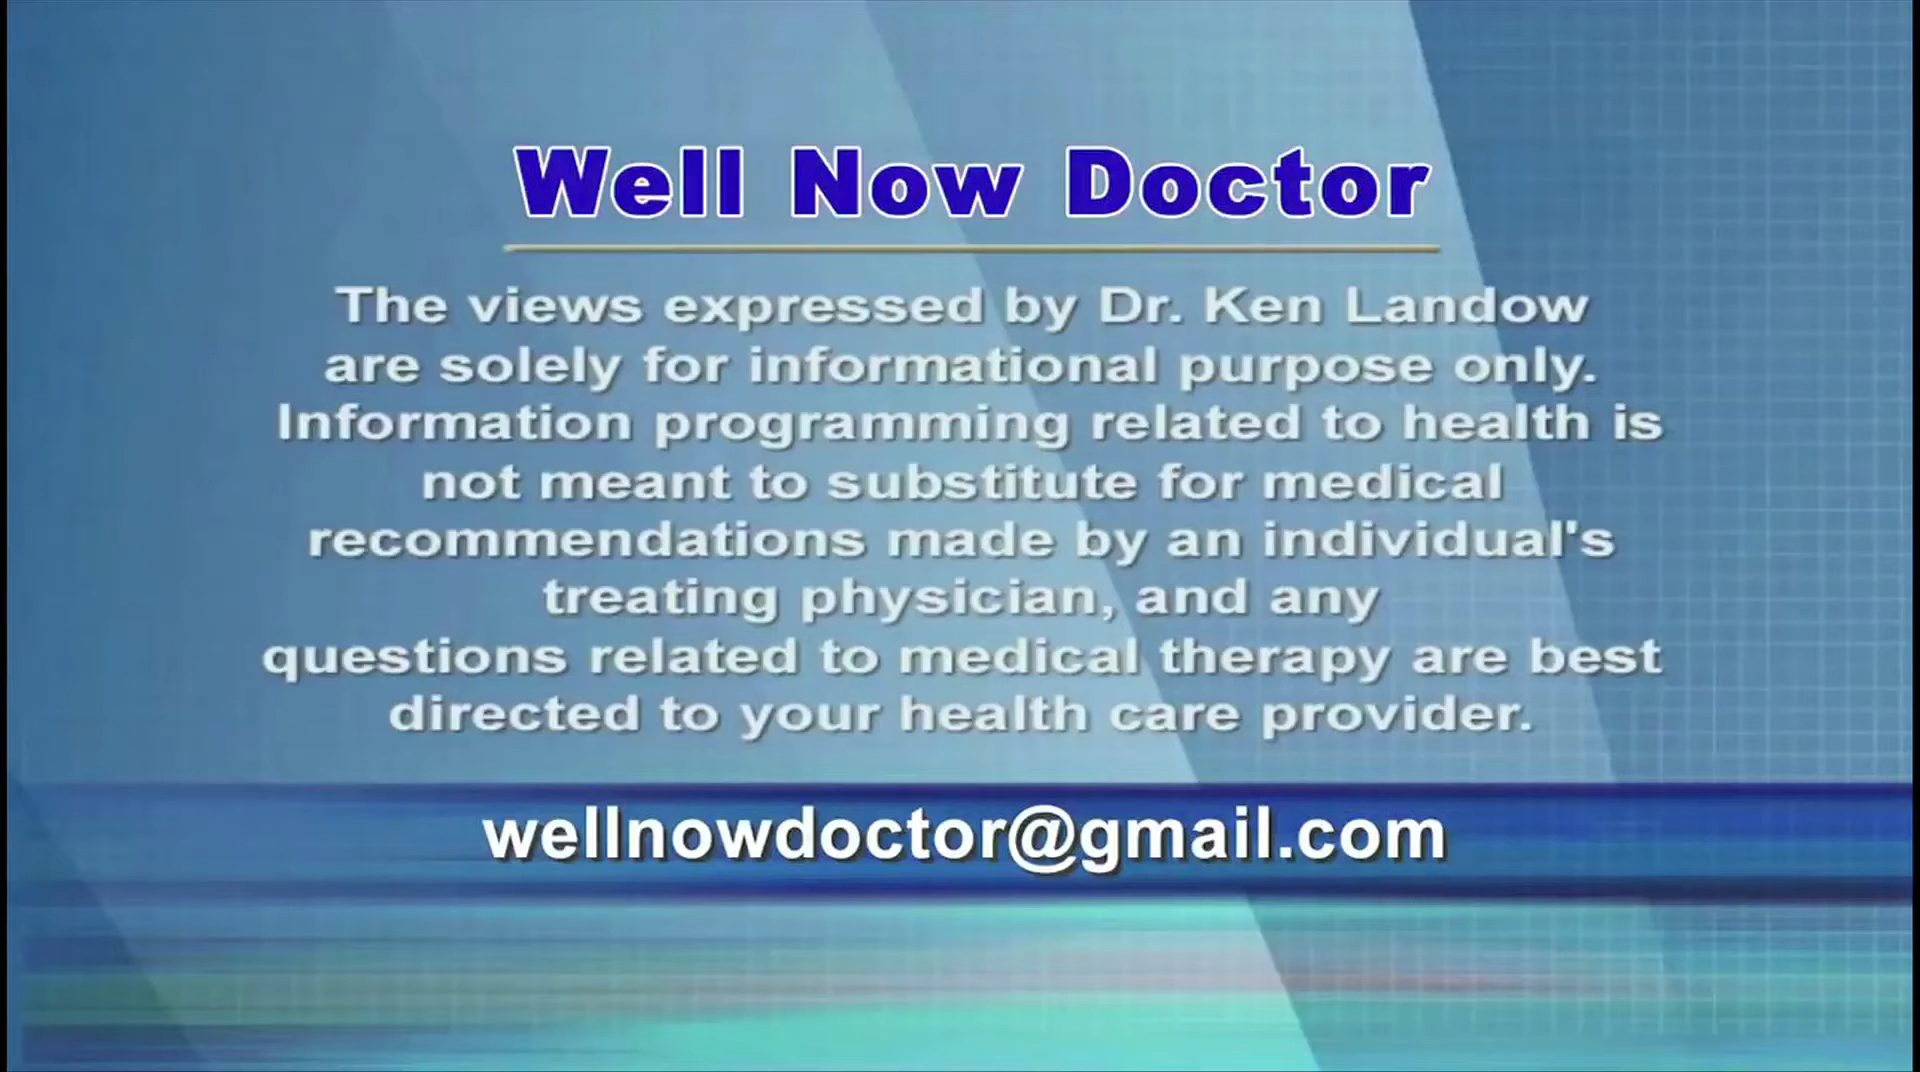 Well Now Doctor
The views expressed by Dr. Ken Landow
are solely for informational purpose only.
Information programming related to health is
not meant to substitute for medical
recommendations made by an individual's
treating physician, and any
questions related to medical therapy are best
directed to your health care provider.
wellnowdoctor@gmail.com